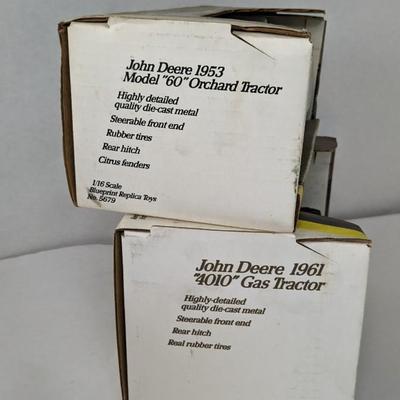 John Deere 1953
Model "60" Orchard Tractor
Highly detailed
quality die-cast metal
Steerable front end
Rubber tires
Rear hitch
Citrus fenders
1/16 Scale
Blueprint Replica Toys
No. 5679
John Deere 1961
"4010" Gas Tractor
Highly-detailed
quality die-cast metal
Steerable front end
Rear hitch
Real rubber tires